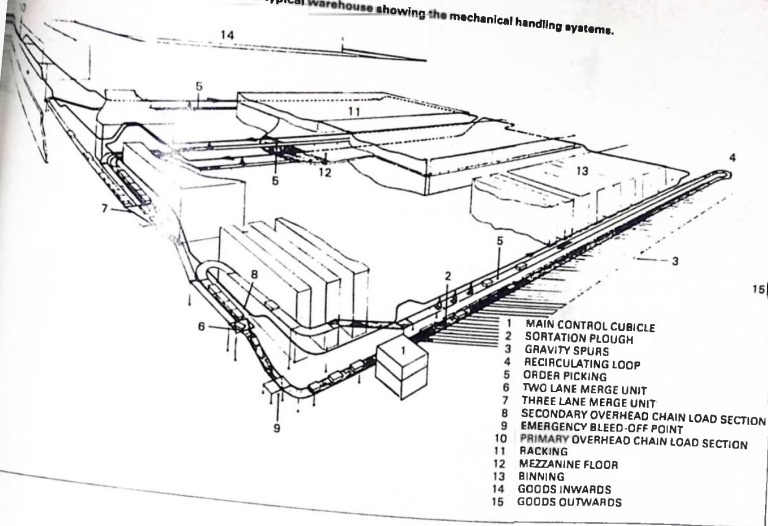 typical warehouse showing the mechanical handling systems.
10
14
5
11
5
12
13
4
7
5
3
8
2
15
6
1
9
1 MAIN CONTROL CUBICLE
2 SORTATION PLOUGH
3 GRAVITY SPURS
4 RECIRCULATING LOOP
5 ORDER PICKING
6 TWO LANE MERGE UNIT
7 THREE LANE MERGE UNIT
8 SECONDARY OVERHEAD CHAIN LOAD SECTION
9 EMERGENCY BLEED-OFF POINT
10 PRIMARY OVERHEAD CHAIN LOAD SECTION
11 RACKING
12 MEZZANINE FLOOR
13 BINNING
14 GOODS INWARDS
15 GOODS OUTWARDS